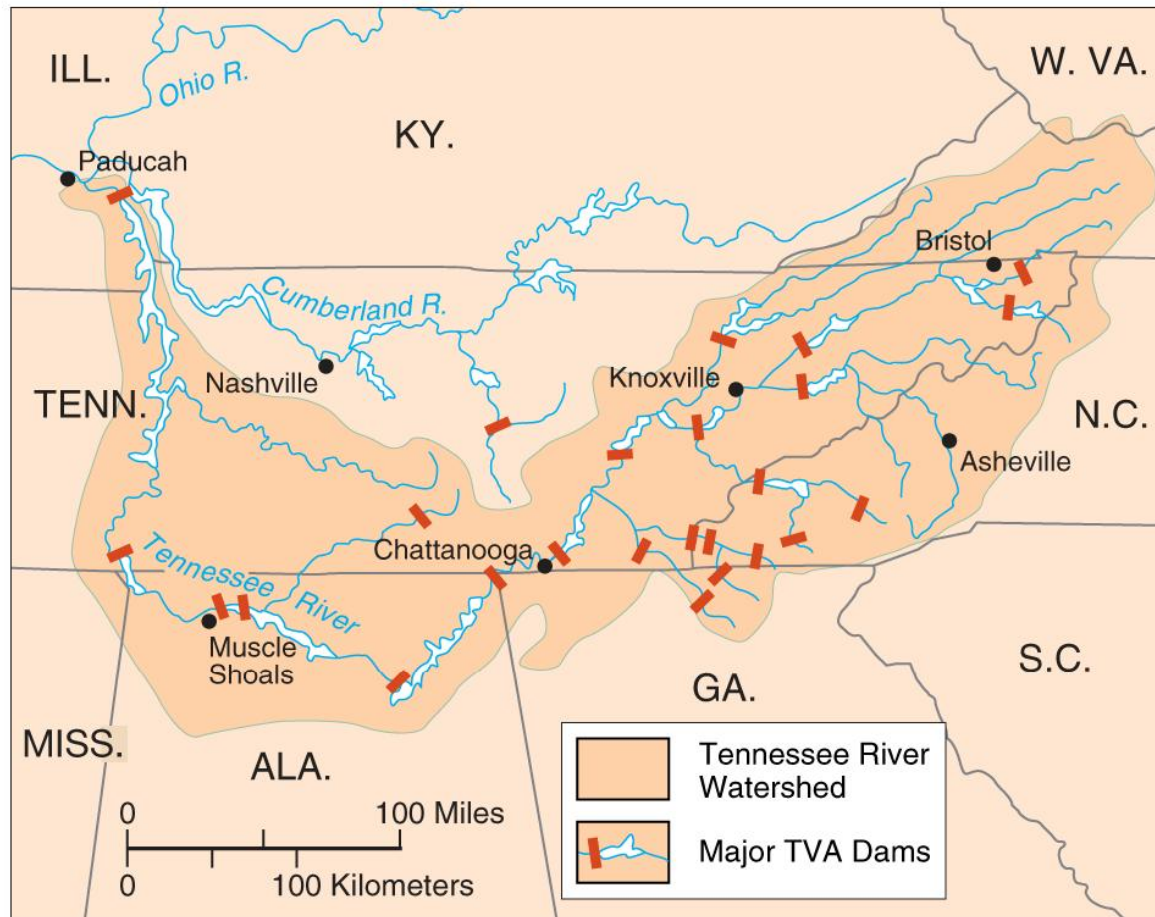 ILL.
Ohio R.
W. VA.
KY.
Paducah
Bristol
Cumberland R.
Nashville
Knoxville
TENN.
N.C.
Asheville
Chattanooga
Tennessee River
Muscle
Shoals
S.C.
GA.
MISS.
ALA.
Tennessee River
Watershed
Major TVA Dams
0 100 Miles
0 100 Kilometers